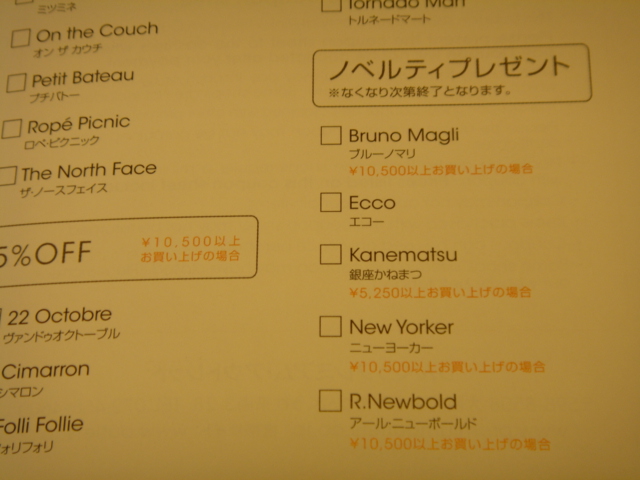 ミツミネ
On the Couch
オン ザ カウチ
Petit Bateau
プチバトー
Ropé Picnic
ロペ・ピクニック
The North Face
ザ・ノースフェイス
5%OFF
¥10,500以上
お買い上げの場合
22 Octobre
ヴァンドゥオクトーブル
Cimarron
シマロン
Folli Follie
フォリフォリ
Tornado Mart
トルネードマート
ノベルティプレゼント
※なくなり次第終了となります。
Bruno Magli
ブルーノマリ
¥10,500以上お買い上げの場合
Ecco
エコー
Kanematsu
銀座かねまつ
¥5,250以上お買い上げの場合
New Yorker
ニューヨーカー
¥10,500以上お買い上げの場合
R.Newbold
アール・ニューボールド
¥10,500以上お買い上げの場合